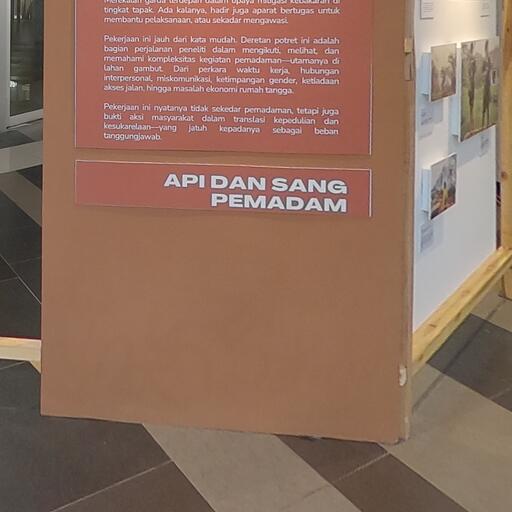 Merekalah garda terdepan dalam upaya mitigasi kebakaran di
tingkat tapak. Ada kalanya, hadir juga aparat bertugas untuk
membantu pelaksanaan, atau sekadar mengawasi.
Pekerjaan ini jauh dari kata mudah. Deretan potret ini adalah
bagian perjalanan peneliti dalam mengikuti, melihat, dan
memahami kompleksitas kegiatan pemadaman—utamanya di
lahan gambut. Dari perkara waktu kerja, hubungan
interpersonal, miskomunikasi, ketimpangan gender, ketiadaan
akses jalan, hingga masalah ekonomi rumah tangga.
Pekerjaan ini nyatanya tidak sekedar pemadaman, tetapi juga
bukti aksi masyarakat dalam translasi kepedulian dan
kesukarelaan—yang jatuh kepadanya sebagai beban
tanggungjawab.
API DAN SANG
PEMADAM